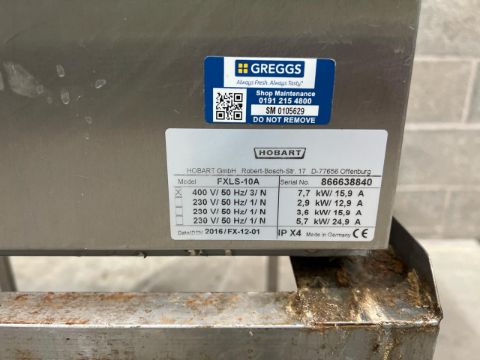 GREGGS
Always Fresh. Always Tasty.
Shop Maintenance
0191 215 4800
SM 0105629
DO NOT REMOVE
HOBART
HOBART GmbH Robert-Bosch-Str. 17 D-77656 Offenburg
Model FXLS-10A Serial No. 866638840
X 400 V/ 50 Hz/ 3/ N 7,7 kW/ 15,9 A
230 V/ 50 Hz/ 1/ N 2,9 kW/ 12,9 A
230 V/ 50 Hz/ 1/ N 3,6 kW/ 15,9 A
230 V/ 50 Hz/ 1/ N 5,7 kW/ 24,9 A
2016/FX-12-01 IP X4 Made in Germany CE